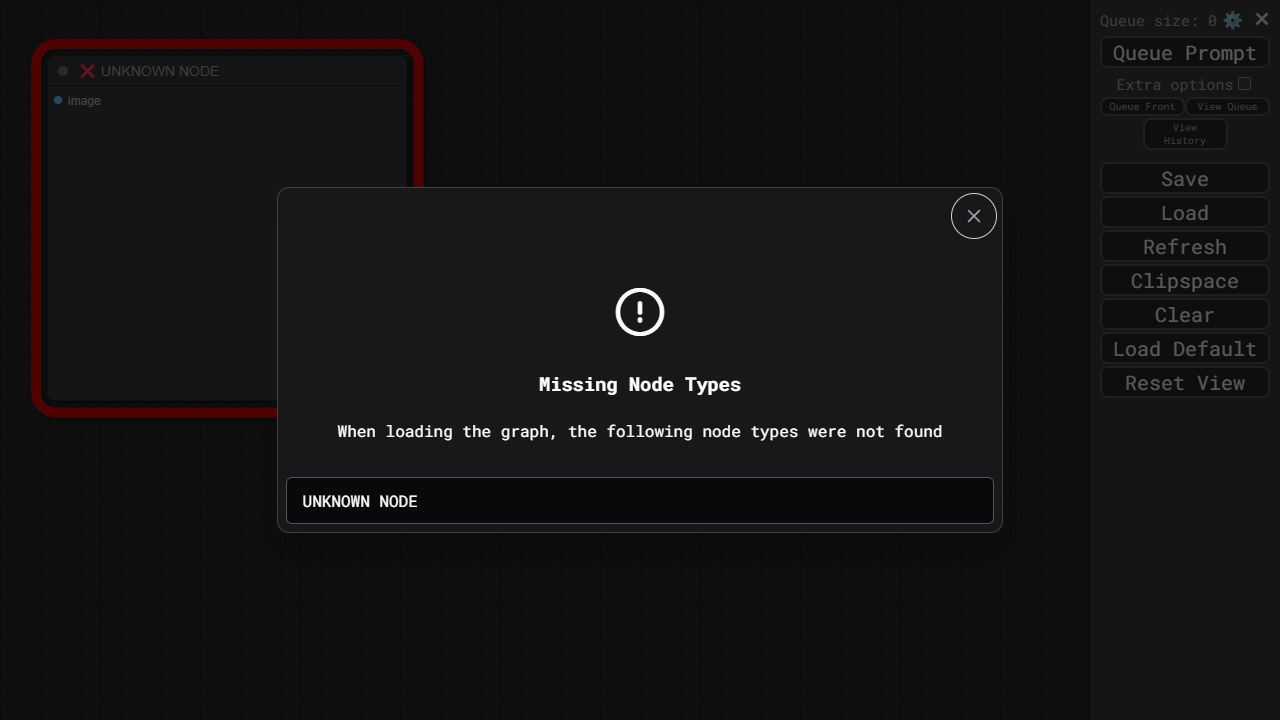 Queue size: 0
Queue Prompt
Extra options
Queue Front
View Queue
View
History
Save
Load
Refresh
Clipspace
Clear
Load Default
Reset View
UNKNOWN NODE
image
Missing Node Types
When loading the graph, the following node types were not found
UNKNOWN NODE